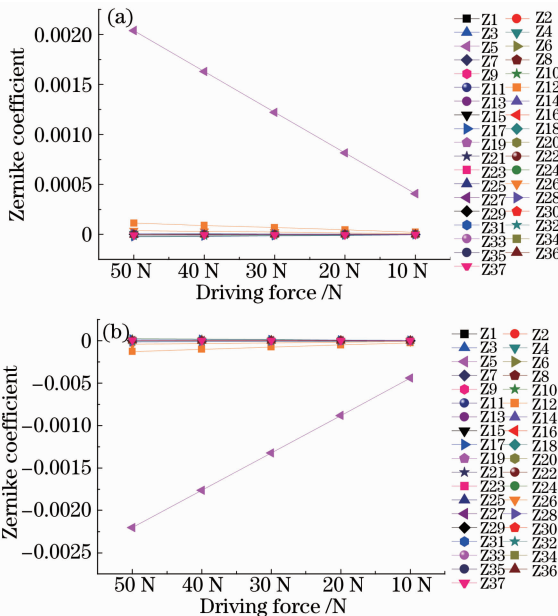 (a)
Zernike coefficient
0.0020
0.0015
0.0010
0.0005
0
50 N 40 N 30 N 20 N 10 N
Driving force /N
Z1 Z2
Z3 Z4
Z5 Z6
Z7 Z8
Z9 Z10
Z11 Z12
Z13 Z14
Z15 Z16
Z17 Z18
Z19 Z20
Z21 Z22
Z23 Z24
Z25 Z26
Z27 Z28
Z29 Z30
Z31 Z32
Z33 Z34
Z35 Z36
Z37
(b)
Zernike coefficient
0
−0.005
−0.0010
−0.0015
−0.0020
−0.0025
50 N 40 N 30 N 20 N 10 N
Driving force /N
Z1 Z2
Z3 Z4
Z5 Z6
Z7 Z8
Z9 Z10
Z11 Z12
Z13 Z14
Z15 Z16
Z17 Z18
Z19 Z20
Z21 Z22
Z23 Z24
Z25 Z26
Z27 Z28
Z29 Z30
Z31 Z32
Z33 Z34
Z35 Z36
Z37